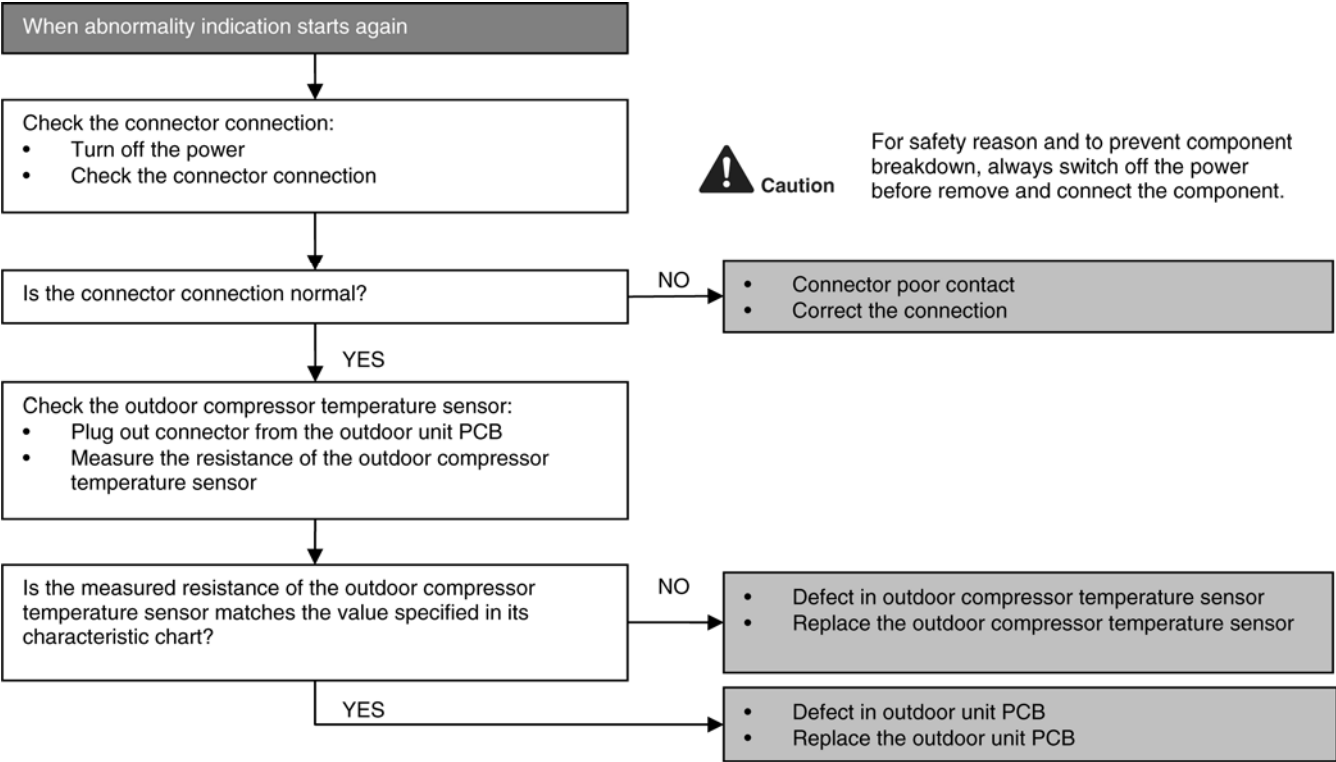 When abnormality indication starts again
Check the connector connection:
• Turn off the power
• Check the connector connection
Caution
For safety reason and to prevent component
breakdown, always switch off the power
before remove and connect the component.
Is the connector connection normal?
NO
• Connector poor contact
• Correct the connection
YES
Check the outdoor compressor temperature sensor:
• Plug out connector from the outdoor unit PCB
• Measure the resistance of the outdoor compressor
temperature sensor
Is the measured resistance of the outdoor compressor
temperature sensor matches the value specified in its
characteristic chart?
NO
• Defect in outdoor compressor temperature sensor
• Replace the outdoor compressor temperature sensor
YES
• Defect in outdoor unit PCB
• Replace the outdoor unit PCB